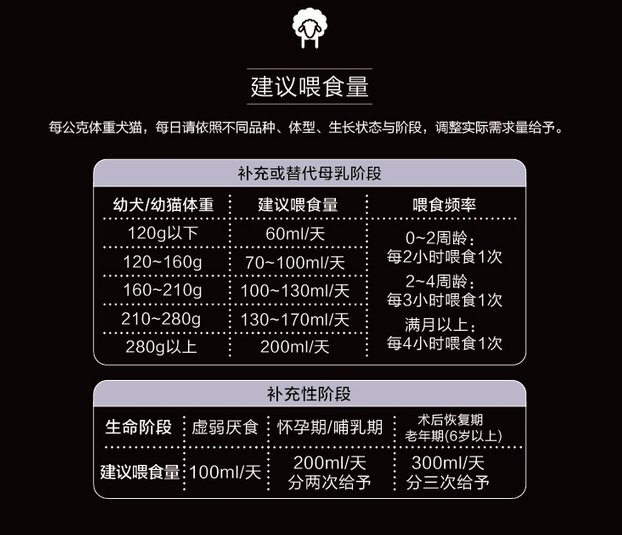 建议喂食量
每公克体重犬猫，每日请依照不同品种、体型、生长状态与阶段，调整实际需求量给予。
补充或替代母乳阶段
幼犬/幼猫体重 建议喂食量 喂食频率
120g以下 60ml/天
120~160g 70~100ml/天
160~210g 100~130ml/天
210~280g 130~170ml/天
280g以上 200ml/天
0~2周龄：
每2小时喂食1次
2~4周龄：
每3小时喂食1次
满月以上：
每4小时喂食1次
补充性阶段
生命阶段 虚弱厌食 怀孕期/哺乳期 术后恢复期
老年期(6岁以上)
建议喂食量 100ml/天 200ml/天 300ml/天
分两次给予 分三次给予